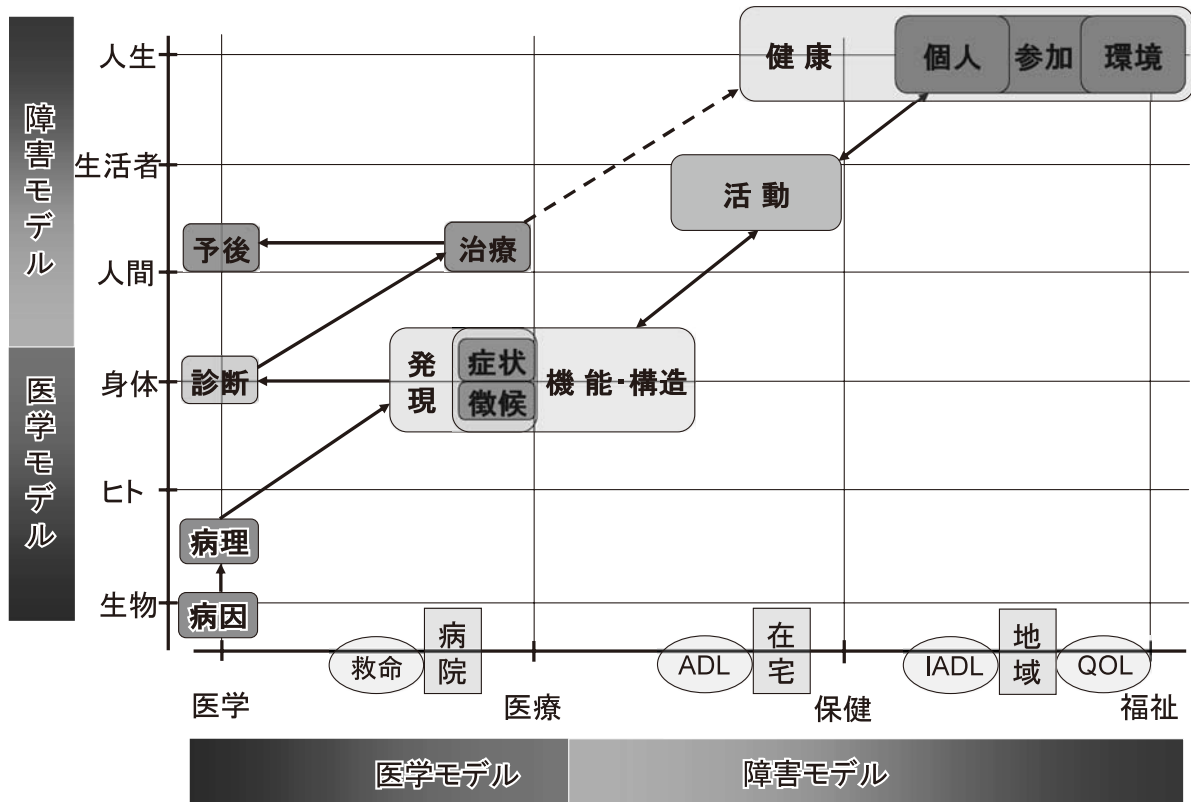 障害モデル
医学モデル
人生
生活者
人間
身体
ヒト
生物
健康
個人
参加
環境
活動
予後
治療
診断
発現
症状
徴候
機能・構造
病理
病因
救命
病院
ADL
在宅
IADL
地域
QOL
医学
医療
保健
福祉
医学モデル
障害モデル